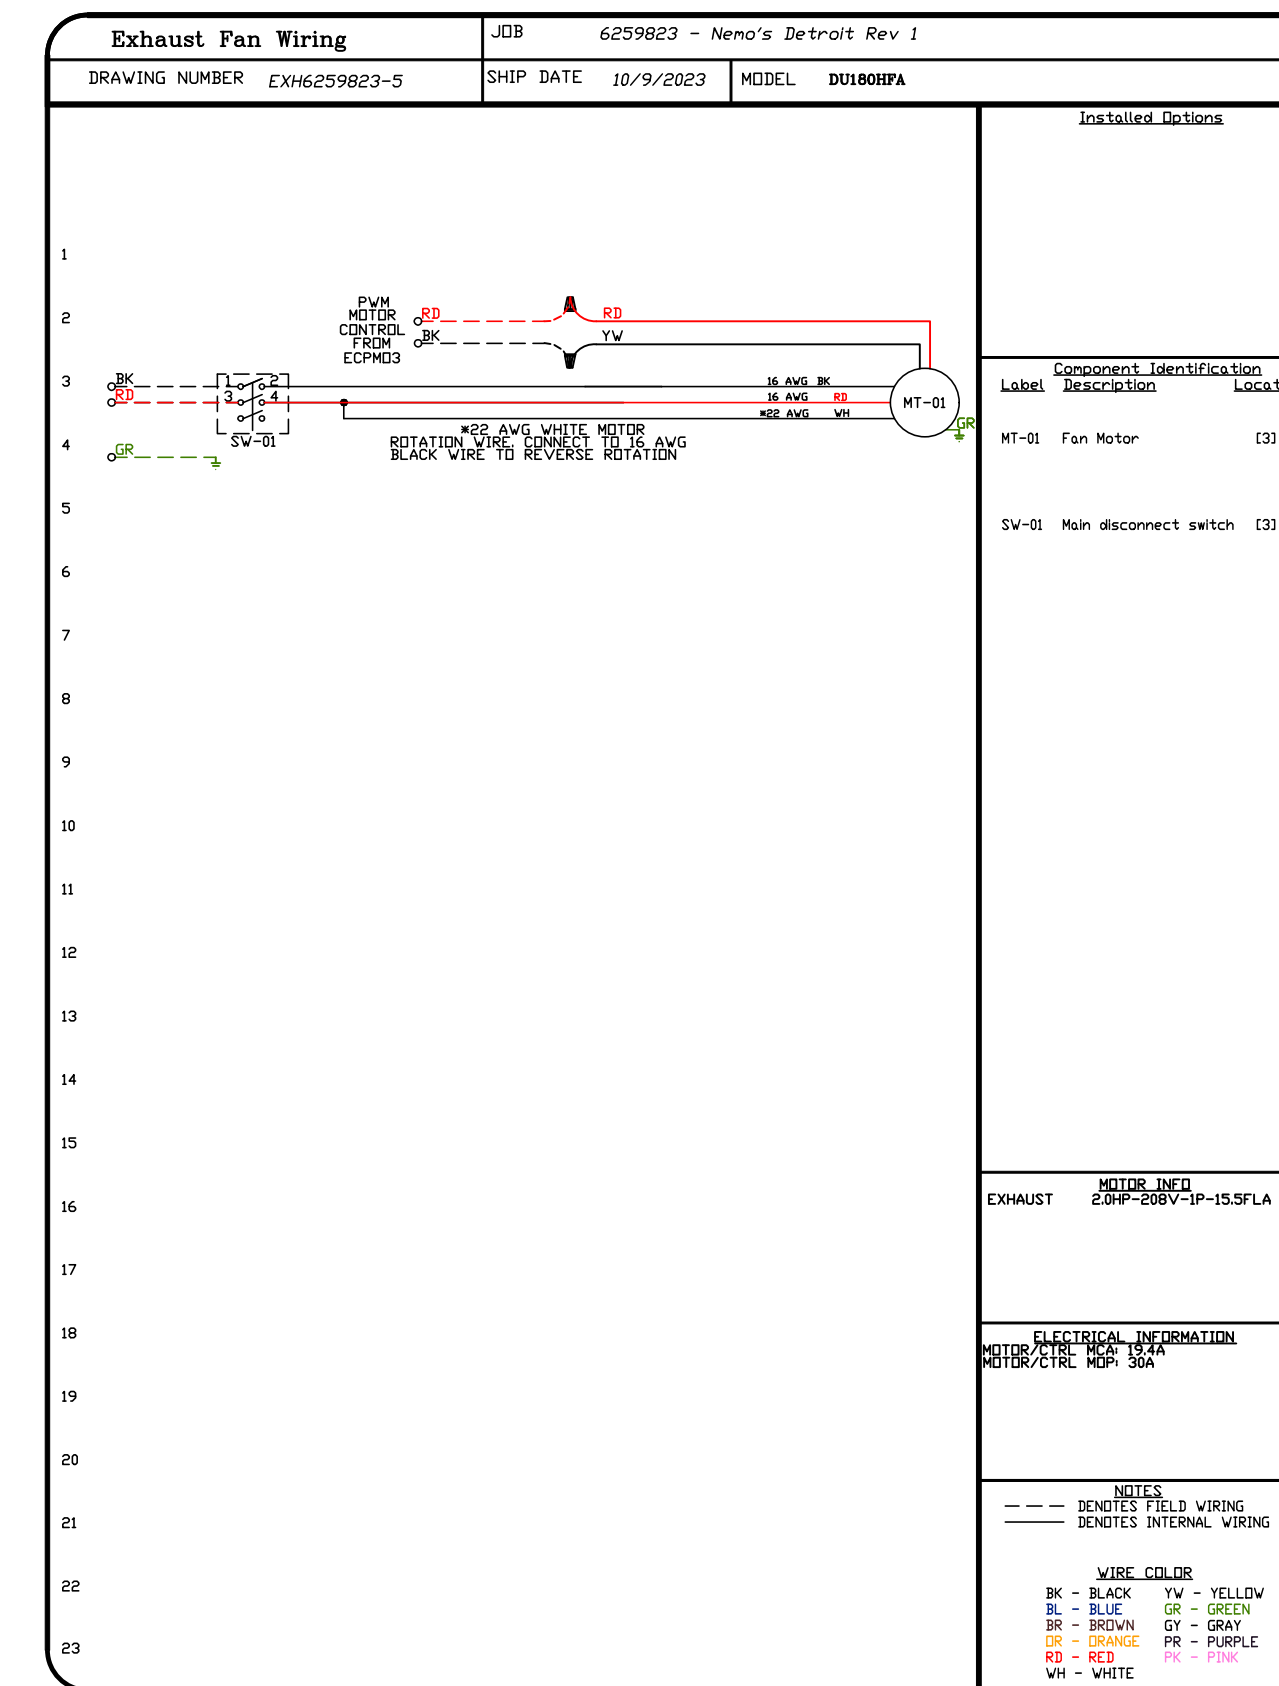 Exhaust Fan Wiring
JOB 6259823 - Nemo's Detroit Rev 1
DRAWING NUMBER EXH6259823-5
SHIP DATE 10/9/2023
MODEL DU180HFA
Installed Options
1
2
PWM
MOTOR
CONTROL
FROM
ECPM03
RD
BK
RD
YW
3
BK
RD
1 2
3 4
SW-01
16 AWG BK
16 AWG RD
*22 AWG WH
MT-01
GR
*22 AWG WHITE MOTOR
ROTATION WIRE. CONNECT TO 16 AWG
BLACK WIRE TO REVERSE ROTATION
4
GR
5
6
7
8
9
10
11
12
13
14
15
16
17
18
19
20
21
22
23
Component Identification
Label Description Locat
MT-01 Fan Motor [3]
SW-01 Main disconnect switch [3]
MOTOR INFO
EXHAUST 2.0HP-208V-1P-15.5FLA
ELECTRICAL INFORMATION
MOTOR/CTRL MCA: 19.4A
MOTOR/CTRL MOP: 30A
NOTES
DENOTES FIELD WIRING
DENOTES INTERNAL WIRING
WIRE COLOR
BK - BLACK YW - YELLOW
BL - BLUE GR - GREEN
BR - BROWN GY - GRAY
OR - ORANGE PR - PURPLE
RD - RED PK - PINK
WH - WHITE